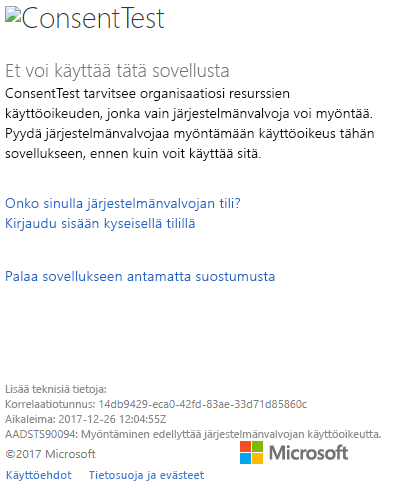 ConsentTest
Et voi käyttää tätä sovellusta
ConsentTest tarvitsee organisaatiosi resurssien
käyttöoikeuden, jonka vain järjestelmänvalvoja voi myöntää.
Pyydä järjestelmänvalvojaa myöntämään käyttöoikeus tähän
sovellukseen, ennen kuin voit käyttää sitä.
Onko sinulla järjestelmänvalvojan tili?
Kirjaudu sisään kyseisellä tilillä
Palaa sovellukseen antamatta suostumusta
Lisää teknisiä tietoja:
Korrelaatiotunnus: 14db9429-eca0-42fd-83ae-33d71d85860c
Aikaleima: 2017-12-26 12:04:55Z
AADSTS90094: Myöntäminen edellyttää järjestelmänvalvojan käyttöoikeutta.
©2017 Microsoft
Microsoft
Käyttöehdot Tietosuoja ja evästeet